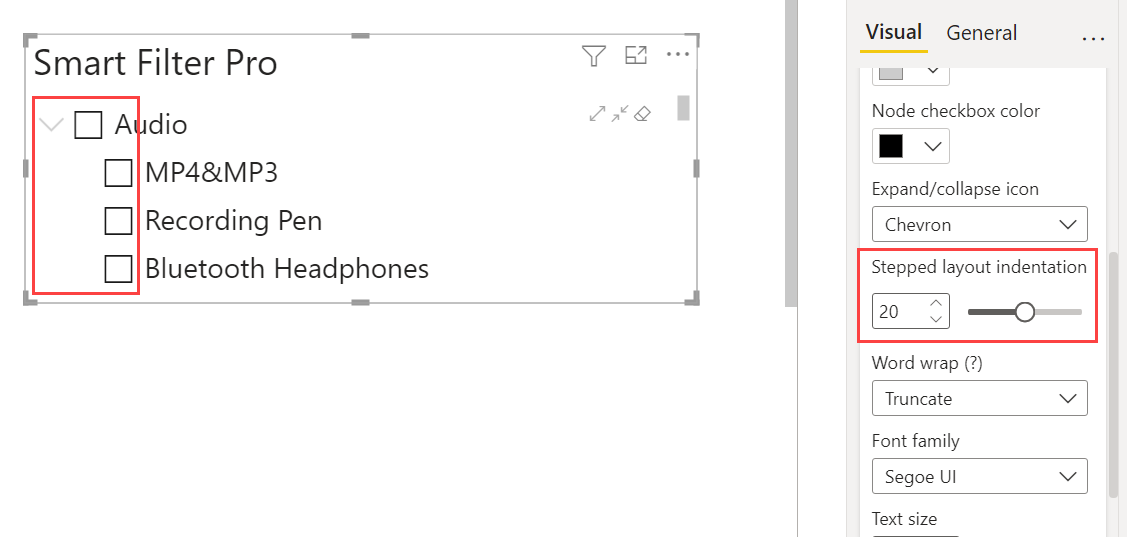 Smart Filter Pro
Audio
MP4&MP3
Recording Pen
Bluetooth Headphones
Visual
General
Node checkbox color
Expand/collapse icon
Chevron
Stepped layout indentation
20
Word wrap (?)
Truncate
Font family
Segoe UI
Text size